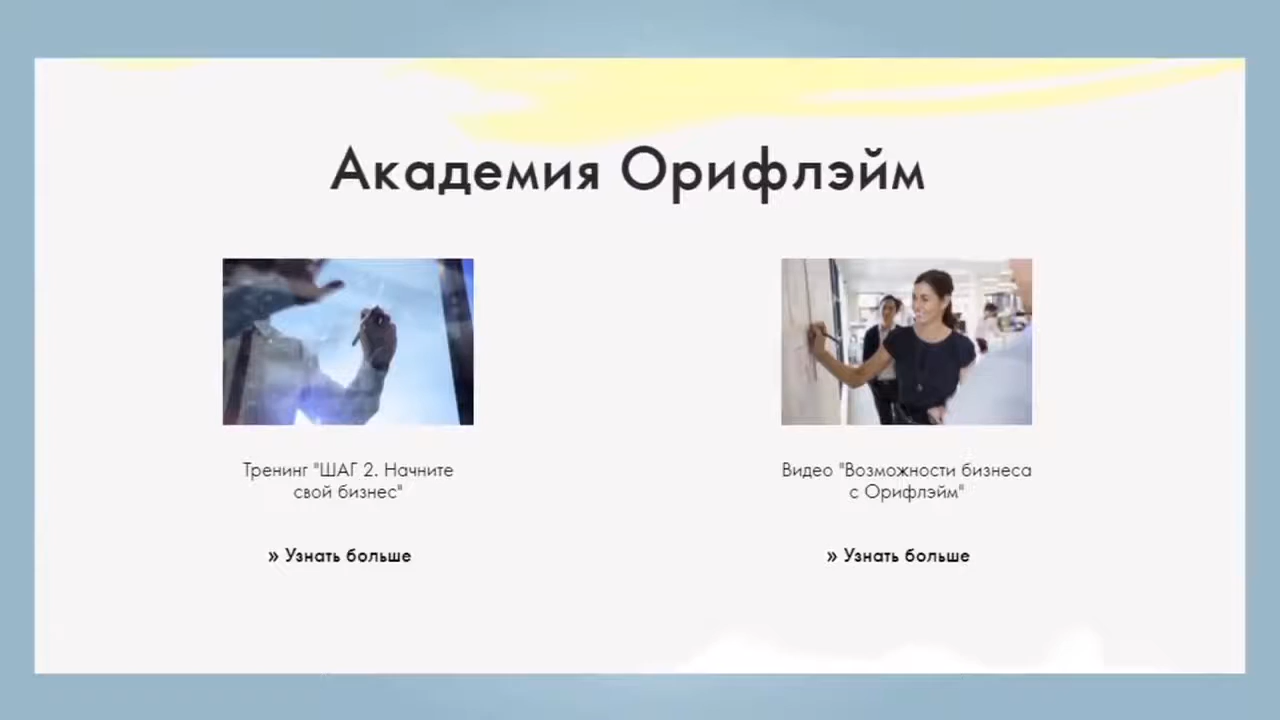 Академия Орифлэйм
Тренинг "ШАГ 2. Начните
свой бизнес"
» Узнать больше
Видео "Возможности бизнеса
с Орифлэйм"
» Узнать больше